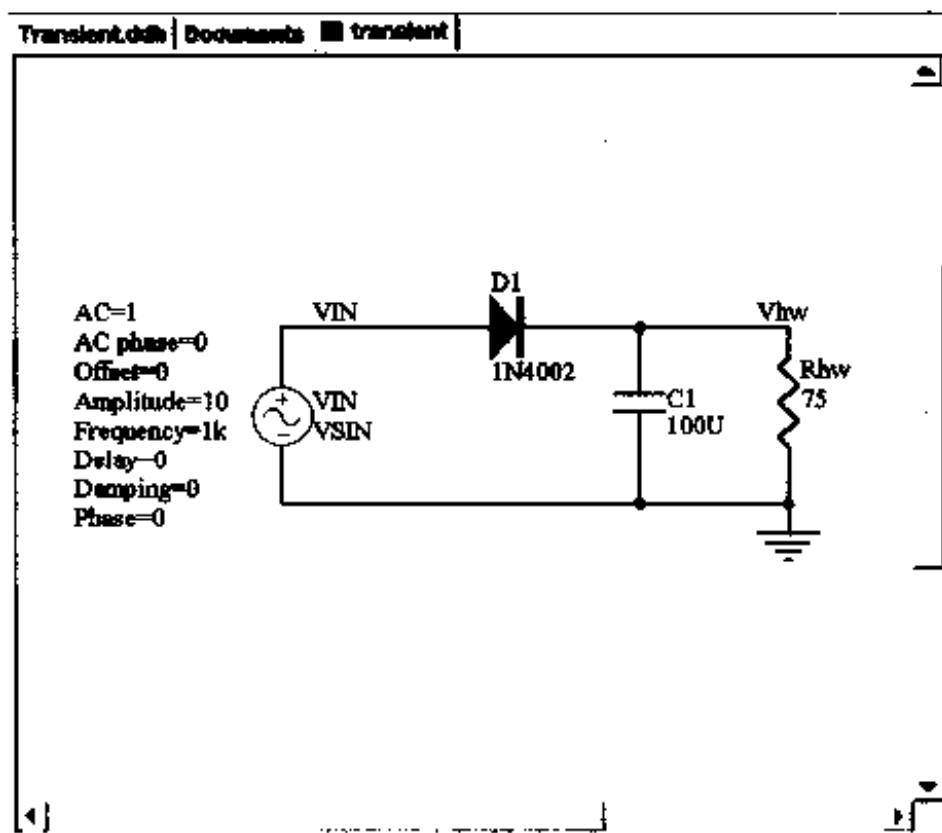 Transient.ddb Documents transient
D1
VIN
Vhw
AC=1
AC phase=0
Offset=0
Amplitude=10
Frequency=1k
Delay=0
Damping=0
Phase=0
1N4002
VIN
VSIN
C1
100U
Rhw
75